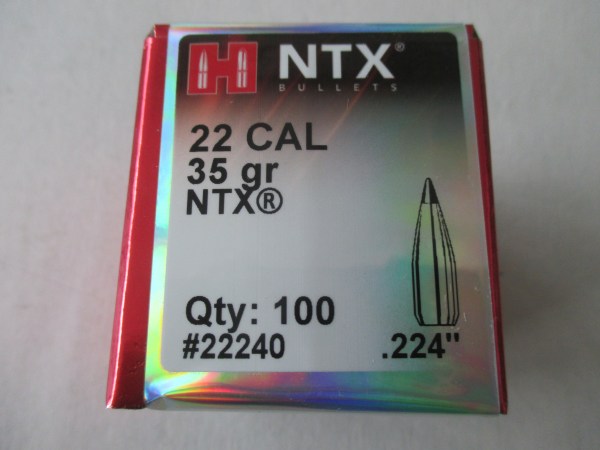 H NTX®
BULLETS
22 CAL
35 gr
NTX®
Qty: 100
#22240 .224"